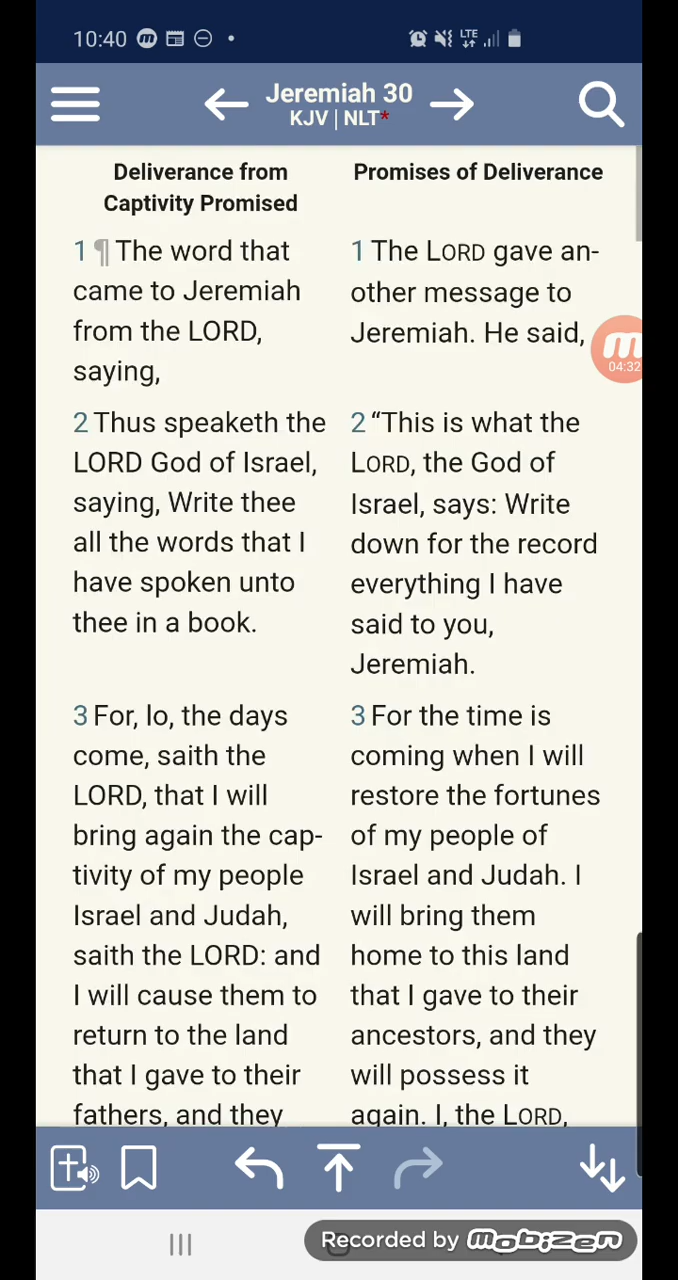 10:40
LTE
Jeremiah 30
KJV | NLT*
Deliverance from
Captivity Promised
1 ¶ The word that
came to Jeremiah
from the LORD,
saying,
2 Thus speaketh the
LORD God of Israel,
saying, Write thee
all the words that I
have spoken unto
thee in a book.
3 For, lo, the days
come, saith the
LORD, that I will
bring again the cap-
tivity of my people
Israel and Judah,
saith the LORD: and
I will cause them to
return to the land
that I gave to their
fathers, and they
Promises of Deliverance
1 The LORD gave an-
other message to
Jeremiah. He said,
2 “This is what the
LORD, the God of
Israel, says: Write
down for the record
everything I have
said to you,
Jeremiah.
3 For the time is
coming when I will
restore the fortunes
of my people of
Israel and Judah. I
will bring them
home to this land
that I gave to their
ancestors, and they
will possess it
again. I, the LORD,
m
04:32
Recorded by mobizen